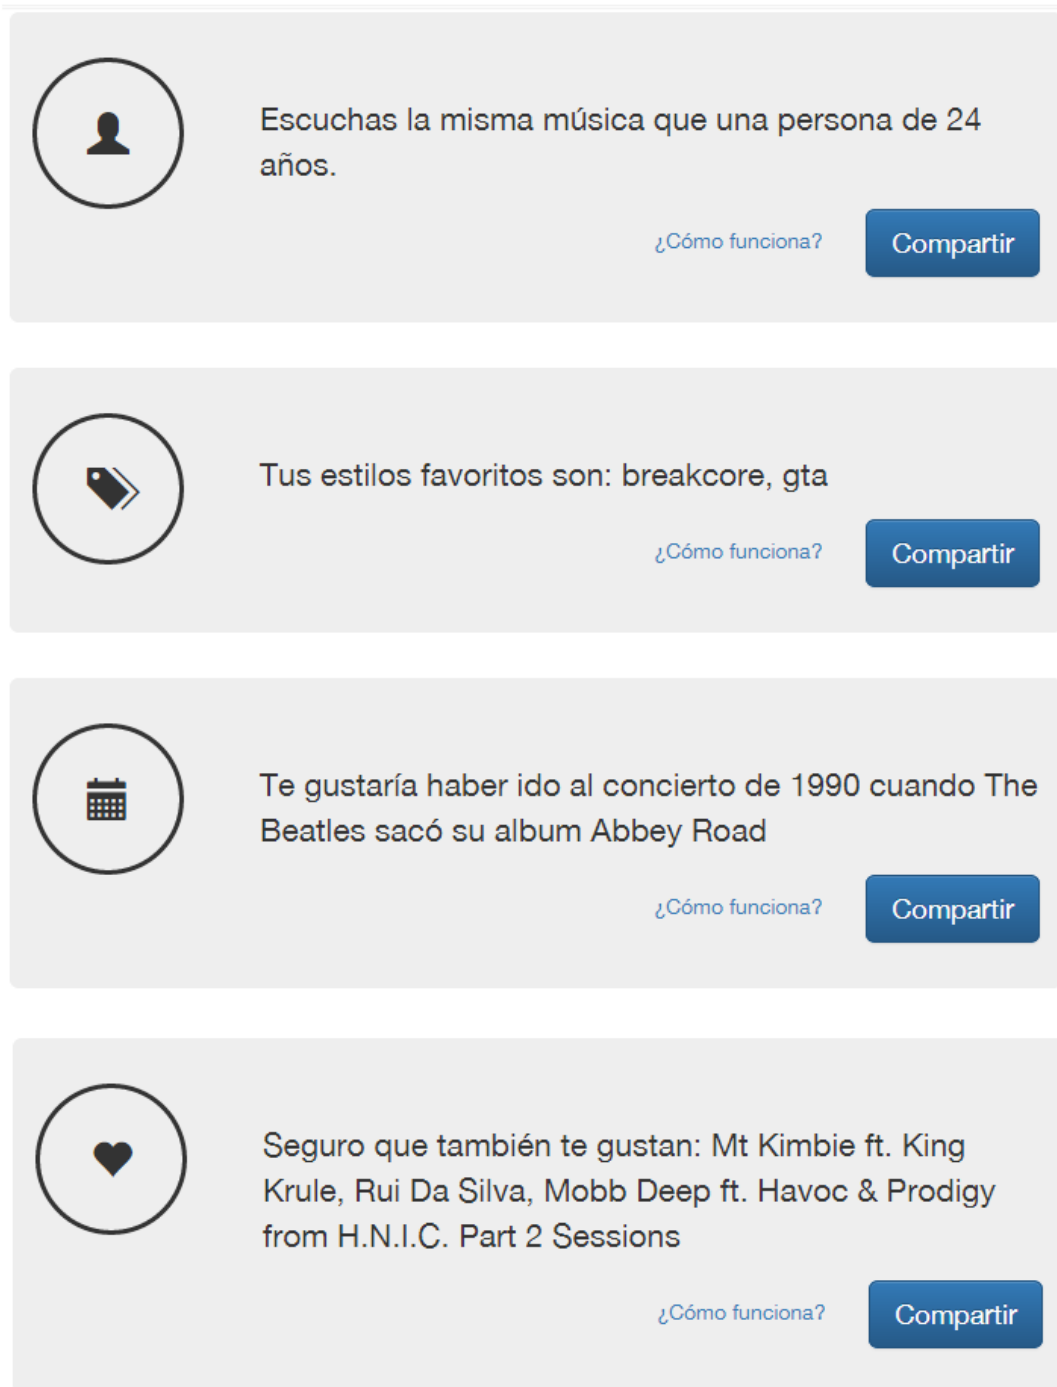 Escuchas la misma música que una persona de 24
años.
¿Cómo funciona?
Compartir
Tus estilos favoritos son: breakcore, gta
¿Cómo funciona?
Compartir
Te gustaría haber ido al concierto de 1990 cuando The
Beatles sacó su album Abbey Road
¿Cómo funciona?
Compartir
Seguro que también te gustan: Mt Kimbie ft. King
Krule, Rui Da Silva, Mobb Deep ft. Havoc & Prodigy
from H.N.I.C. Part 2 Sessions
¿Cómo funciona?
Compartir